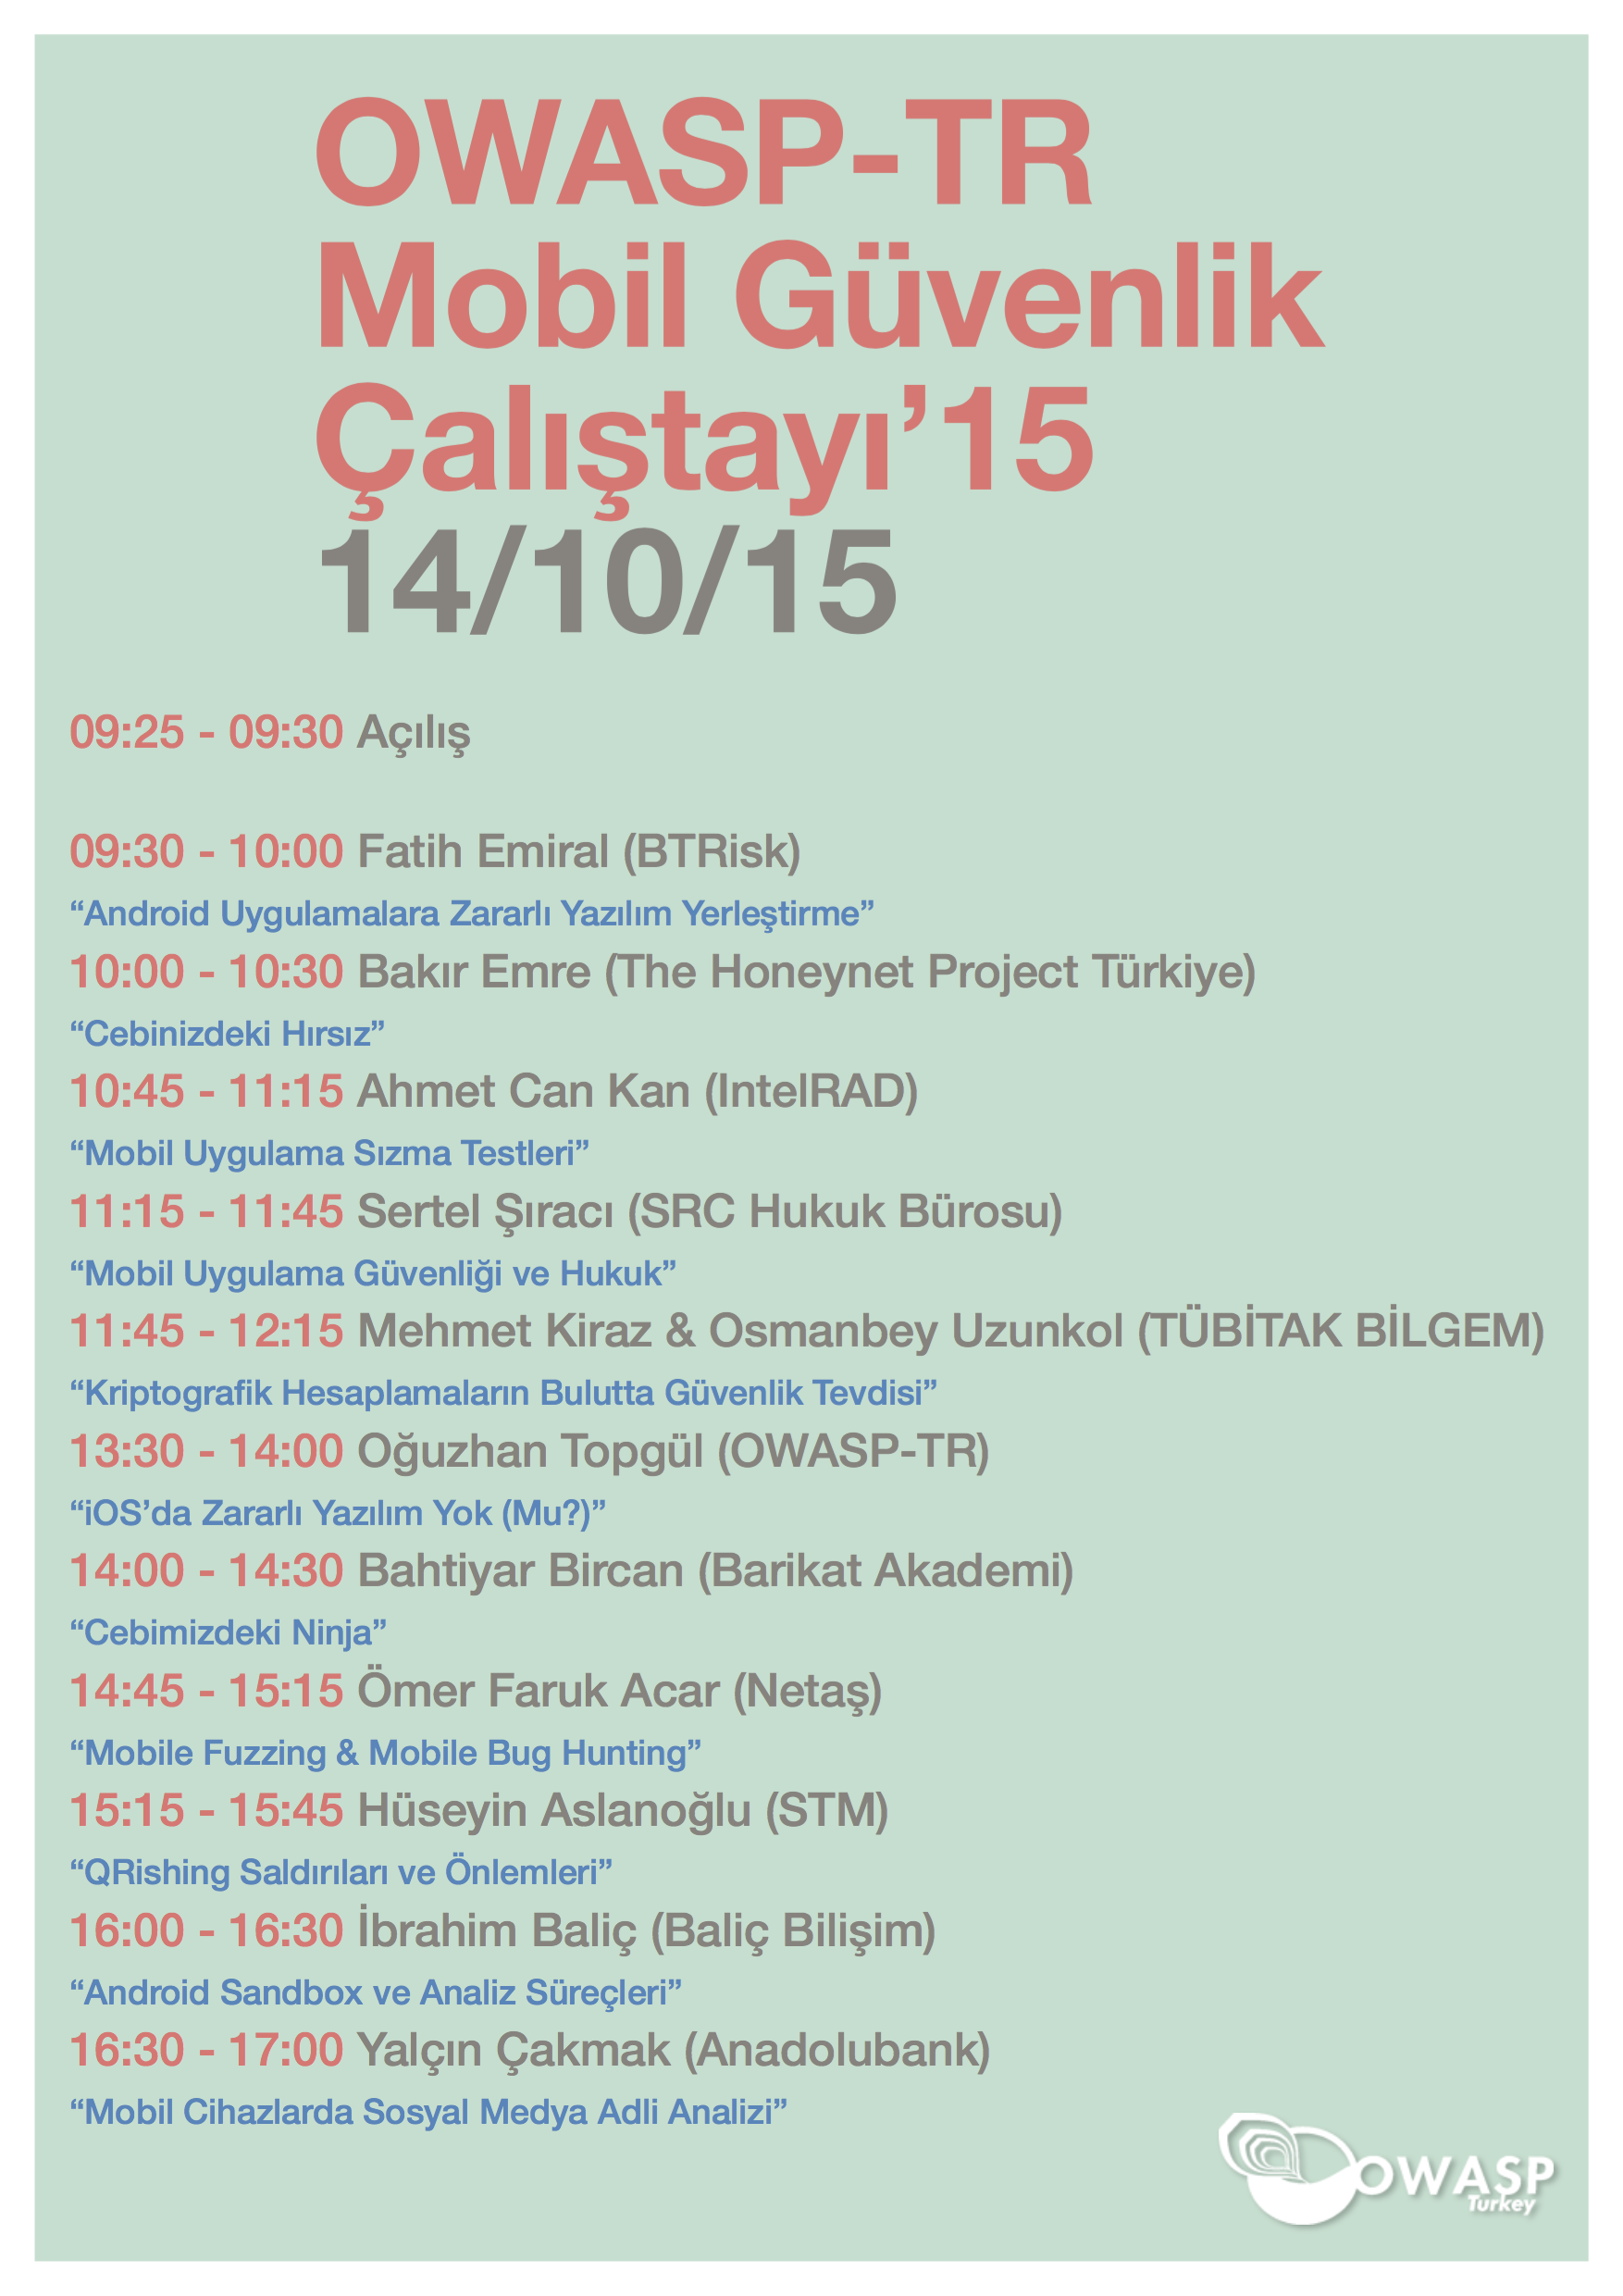 OWASP-TR
Mobil Güvenlik
Çalıştayı’15
14/10/15
09:25 - 09:30 Açılış
09:30 - 10:00 Fatih Emiral (BTRisk)
“Android Uygulamalara Zararlı Yazılım Yerleştirme”
10:00 - 10:30 Bakır Emre (The Honeynet Project Türkiye)
“Cebinizdeki Hırsız”
10:45 - 11:15 Ahmet Can Kan (IntelRAD)
“Mobil Uygulama Sızma Testleri”
11:15 - 11:45 Sertel Şıracı (SRC Hukuk Bürosu)
“Mobil Uygulama Güvenliği ve Hukuk”
11:45 - 12:15 Mehmet Kiraz & Osmanbey Uzunkol (TÜBİTAK BİLGEM)
“Kriptografik Hesaplamaların Bulutta Güvenlik Tevdisi”
13:30 - 14:00 Oğuzhan Topgül (OWASP-TR)
“iOS’da Zararlı Yazılım Yok (Mu?)”
14:00 - 14:30 Bahtiyar Bircan (Barikat Akademi)
“Cebimizdeki Ninja”
14:45 - 15:15 Ömer Faruk Acar (Netaş)
“Mobile Fuzzing & Mobile Bug Hunting”
15:15 - 15:45 Hüseyin Aslanoğlu (STM)
“QRishing Saldırıları ve Önlemleri”
16:00 - 16:30 İbrahim Baliç (Baliç Bilişim)
“Android Sandbox ve Analiz Süreçleri”
16:30 - 17:00 Yalçın Çakmak (Anadolubank)
“Mobil Cihazlarda Sosyal Medya Adli Analizi”
OWASP
Turkey